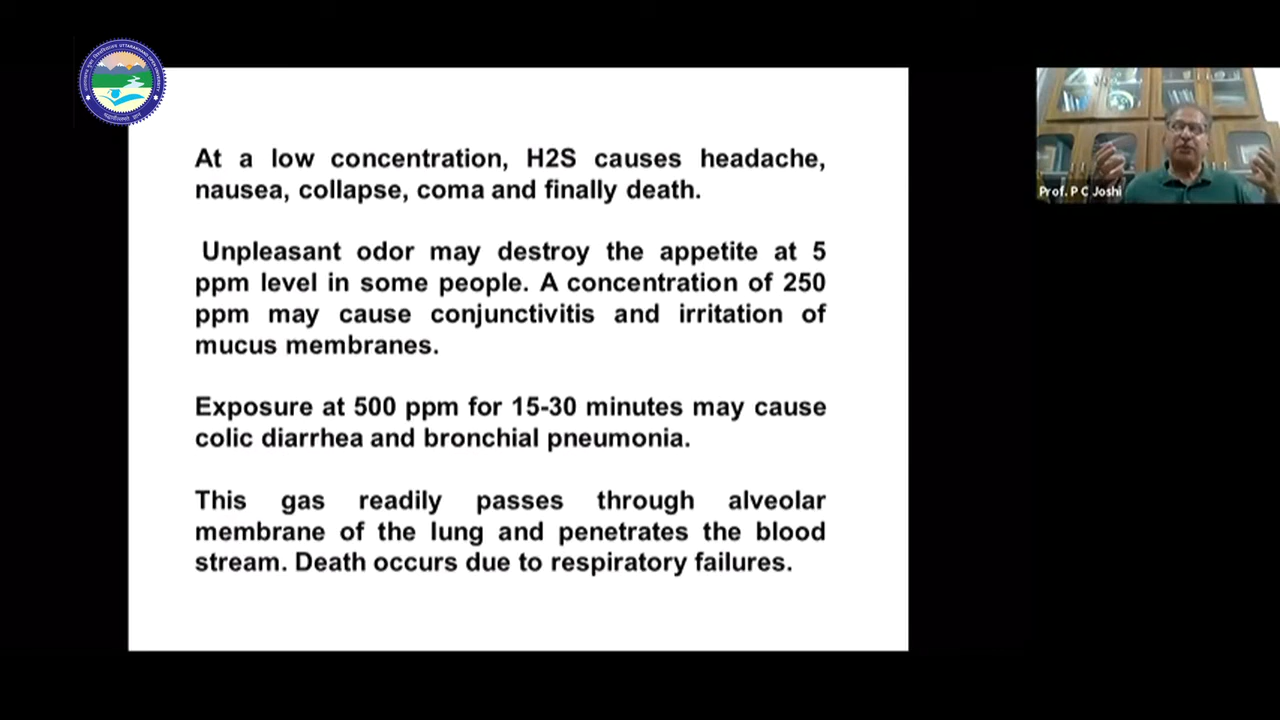 At a low concentration, H2S causes headache,
nausea, collapse, coma and finally death.
Unpleasant odor may destroy the appetite at 5
ppm level in some people. A concentration of 250
ppm may cause conjunctivitis and irritation of
mucus membranes.
Exposure at 500 ppm for 15-30 minutes may cause
colic diarrhea and bronchial pneumonia.
This gas readily passes through alveolar
membrane of the lung and penetrates the blood
stream. Death occurs due to respiratory failures.
Prof. P C Joshi